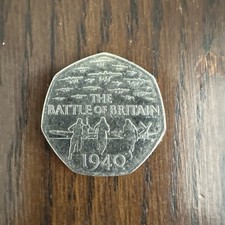 THE
BATTLE OF BRITAIN
1940